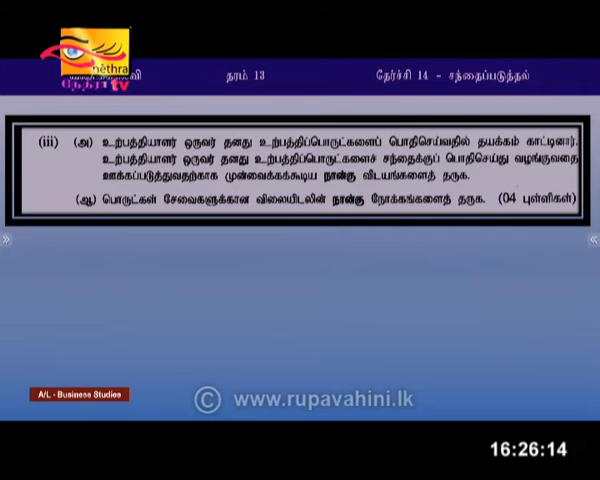 nēthra
நேத்ரா tv
தரம் 13
தேர்ச்சி 14 - சந்தைப்படுத்தல்
(iii) (அ) உற்பத்தியாளர் ஒருவர் தனது உற்பத்திப்பொருட்களைப் பொதிசெய்வதில் தயக்கம் காட்டினார்.
உற்பத்தியாளர் ஒருவர் தனது உற்பத்திப்பொருட்களைச் சந்தைக்குப் பொதிசெய்து வழங்குவதை
ஊக்கப்படுத்துவதற்காக முன்வைக்கக்கூடிய நான்கு விடயங்களைத் தருக.
(ஆ) பொருட்கள் சேவைகளுக்கான விலையிடலின் நான்கு நோக்கங்களைத் தருக. (04 புள்ளிகள்)
A/L - Business Studies
© www.rupavahini.lk
16:26:14